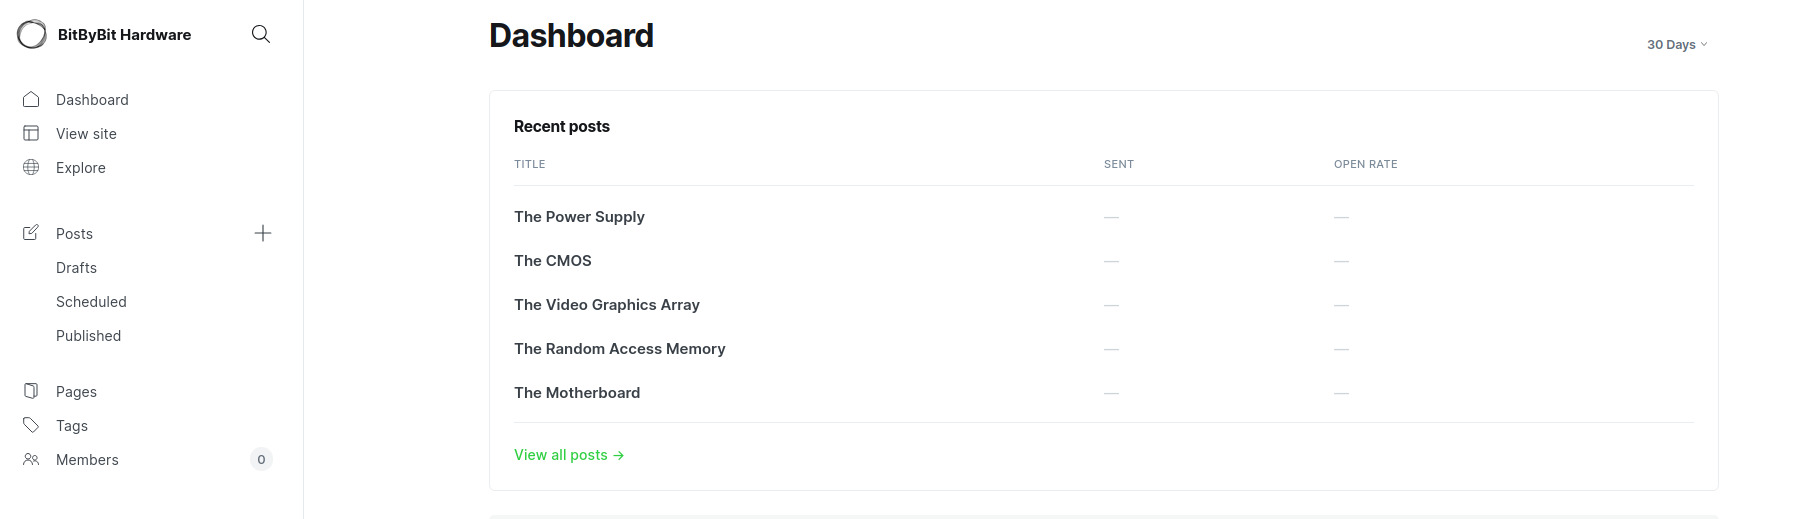 BitByBit Hardware
Dashboard
View site
Explore
Posts
Drafts
Scheduled
Published
Pages
Tags
Members 0
Dashboard
30 Days
Recent posts
TITLE SENT OPEN RATE
The Power Supply — —
The CMOS — —
The Video Graphics Array — —
The Random Access Memory — —
The Motherboard — —
View all posts →